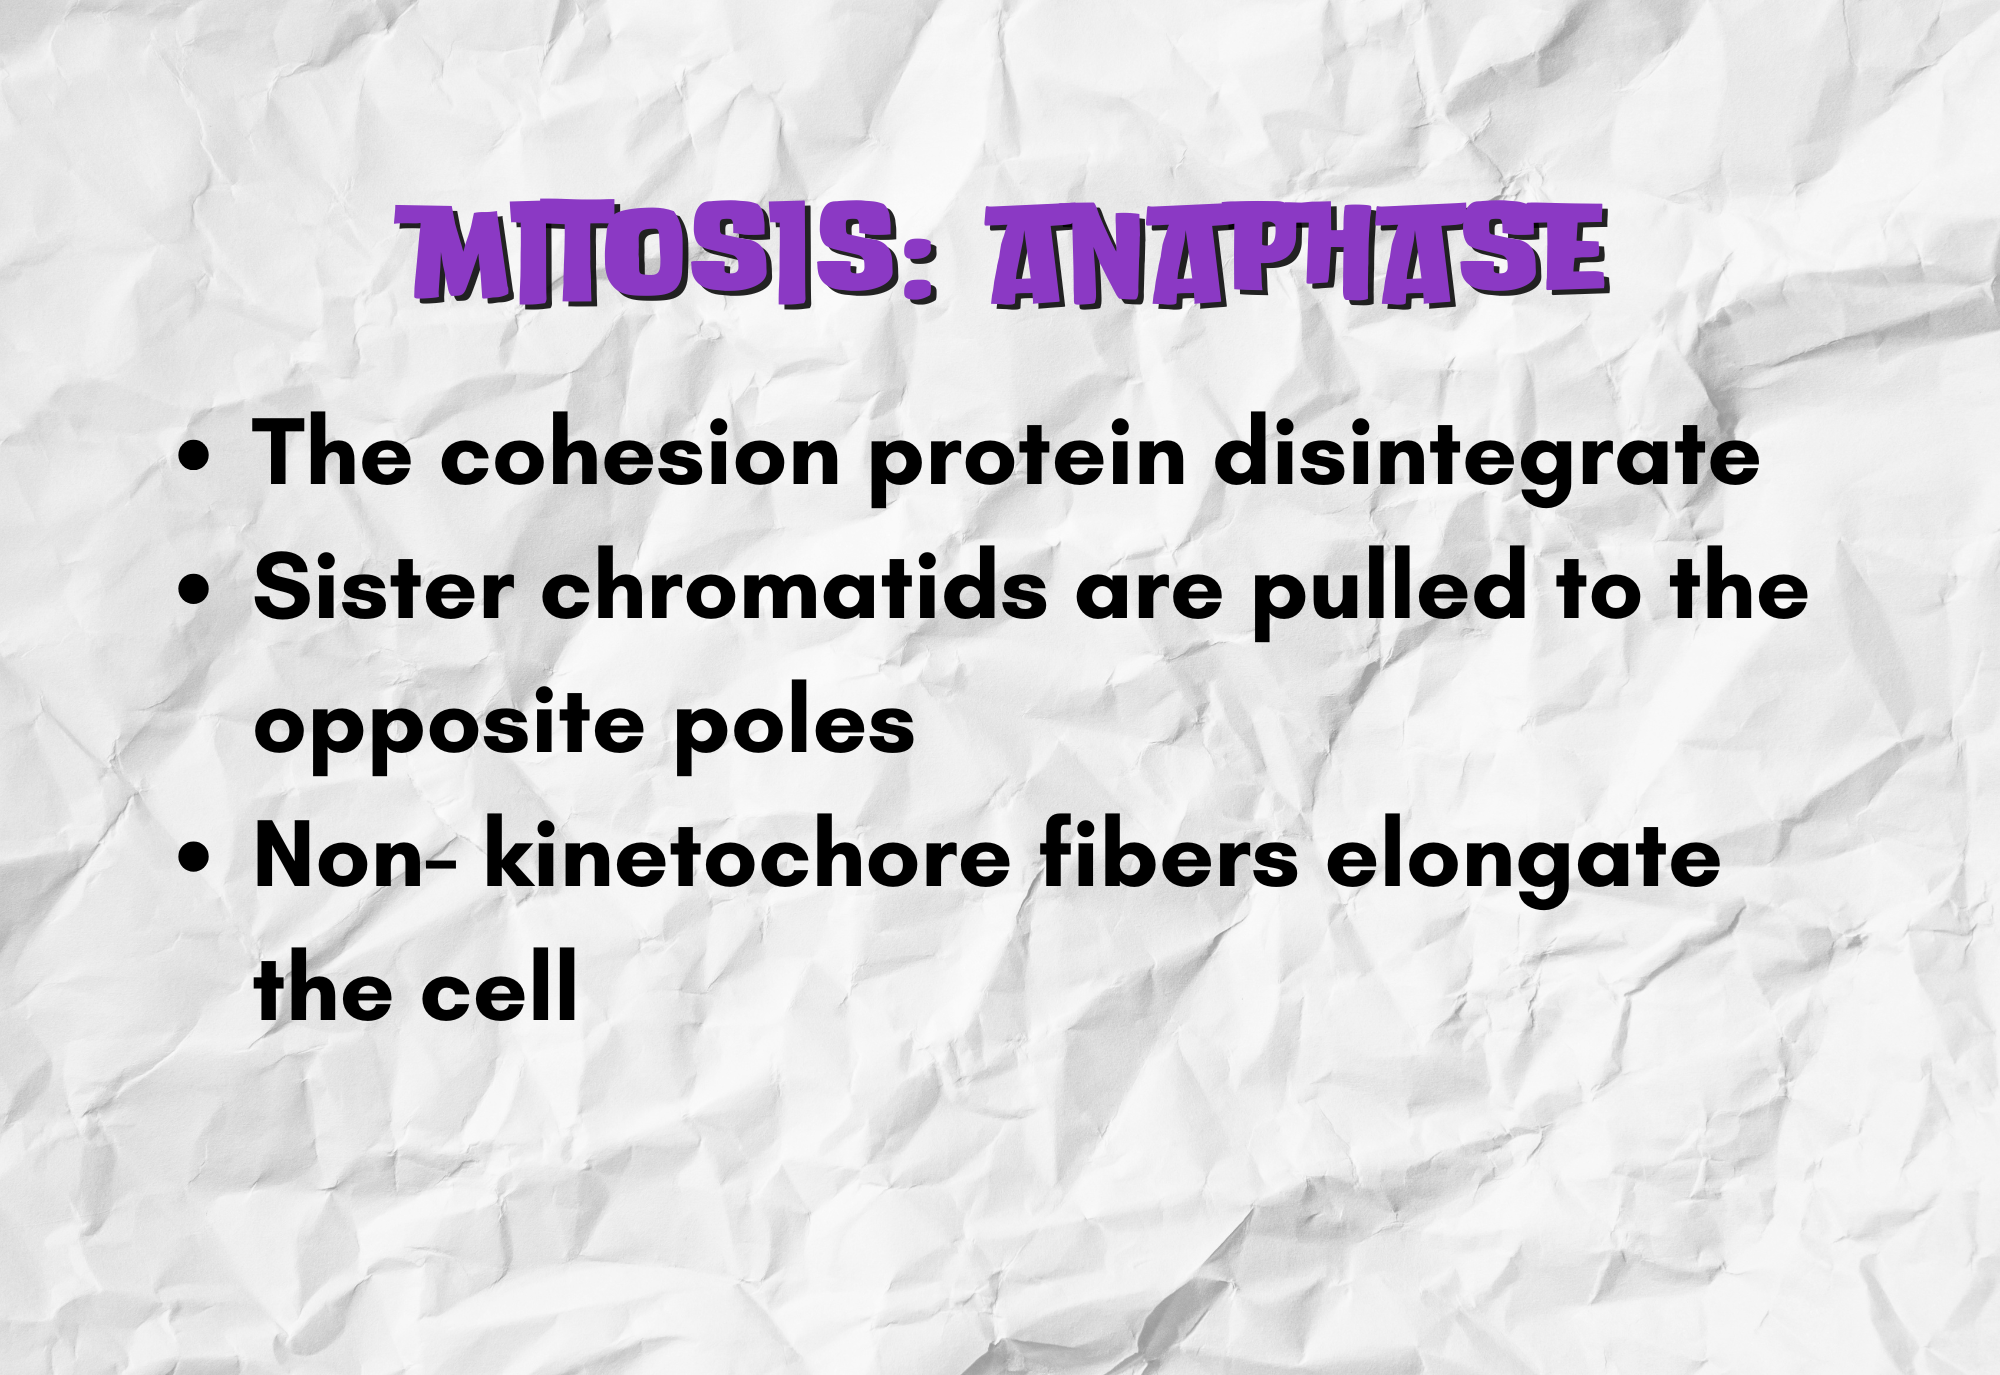 MITOSIS: ANAPHASE
• The cohesion protein disintegrate
• Sister chromatids are pulled to the
opposite poles
• Non- kinetochore fibers elongate
the cell